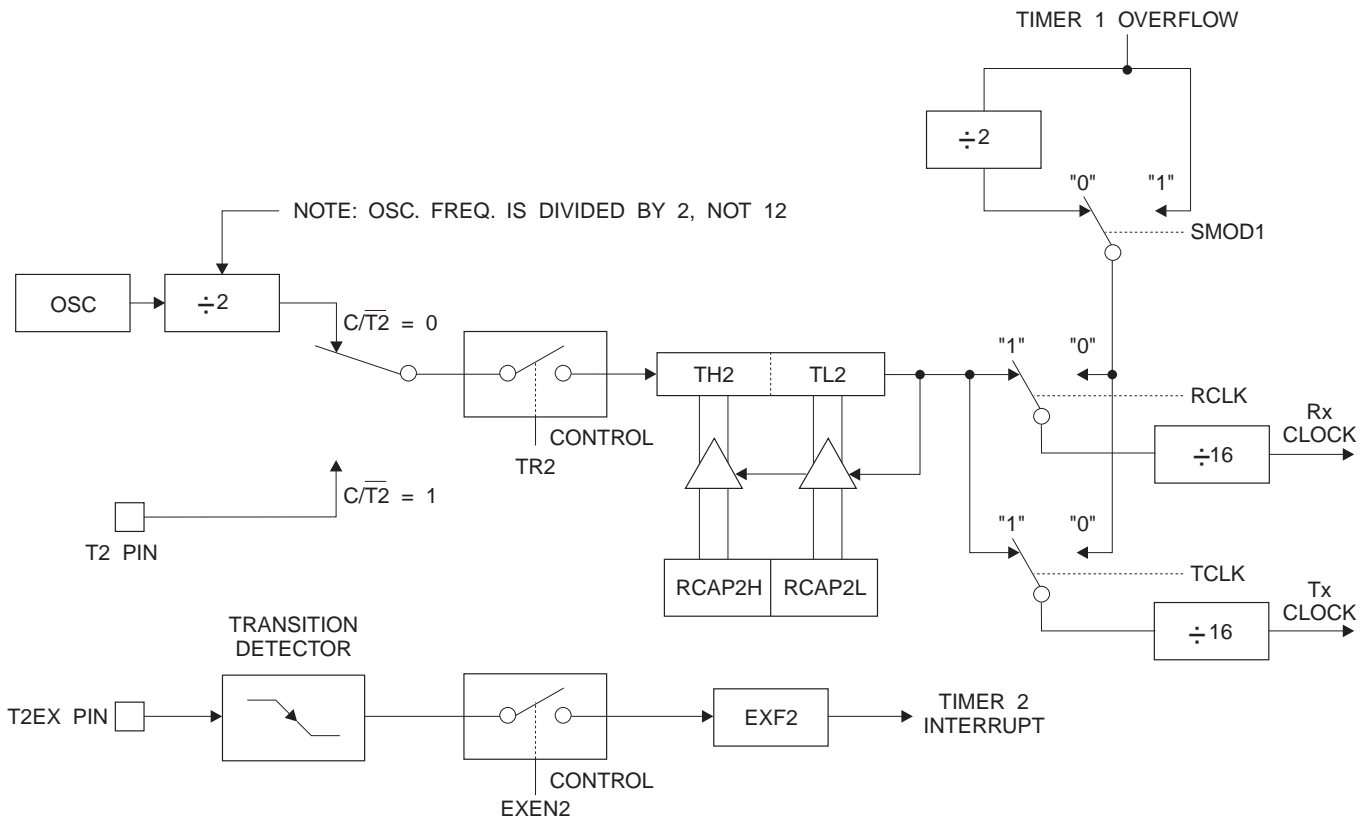 TIMER 1 OVERFLOW
÷2
"0" "1"
NOTE: OSC. FREQ. IS DIVIDED BY 2, NOT 12
SMOD1
OSC
÷2
C/T̅2̅ = 0
"1" "0"
TH2 TL2
RCLK
Rx
CLOCK
CONTROL
TR2
÷16
C/T̅2̅ = 1
"1" "0"
T2 PIN
RCAP2H RCAP2L
TCLK
Tx
CLOCK
TRANSITION
DETECTOR
÷16
T2EX PIN
EXF2
TIMER 2
INTERRUPT
CONTROL
EXEN2